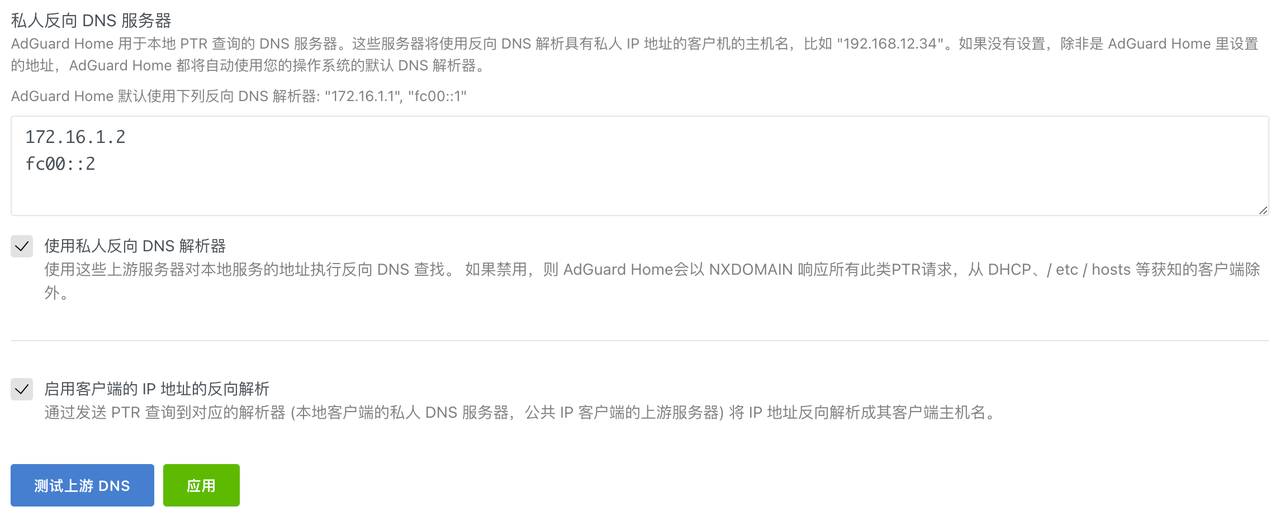 私人反向 DNS 服务器
AdGuard Home 用于本地 PTR 查询的 DNS 服务器。这些服务器将使用反向 DNS 解析具有私人 IP 地址的客户机的主机名，比如 "192.168.12.34"。如果没有设置，除非是 AdGuard Home 里设置
的地址，AdGuard Home 都将自动使用您的操作系统的默认 DNS 解析器。
AdGuard Home 默认使用下列反向 DNS 解析器: "172.16.1.1", "fc00::1"
172.16.1.2
fc00::2
使用私人反向 DNS 解析器
使用这些上游服务器对本地服务的地址执行反向 DNS 查找。 如果禁用，则 AdGuard Home会以 NXDOMAIN 响应所有此类PTR请求，从 DHCP、/ etc / hosts 等获知的客户端除
外。
启用客户端的 IP 地址的反向解析
通过发送 PTR 查询到对应的解析器 (本地客户端的私人 DNS 服务器，公共 IP 客户端的上游服务器) 将 IP 地址反向解析成其客户端主机名。
测试上游 DNS
应用